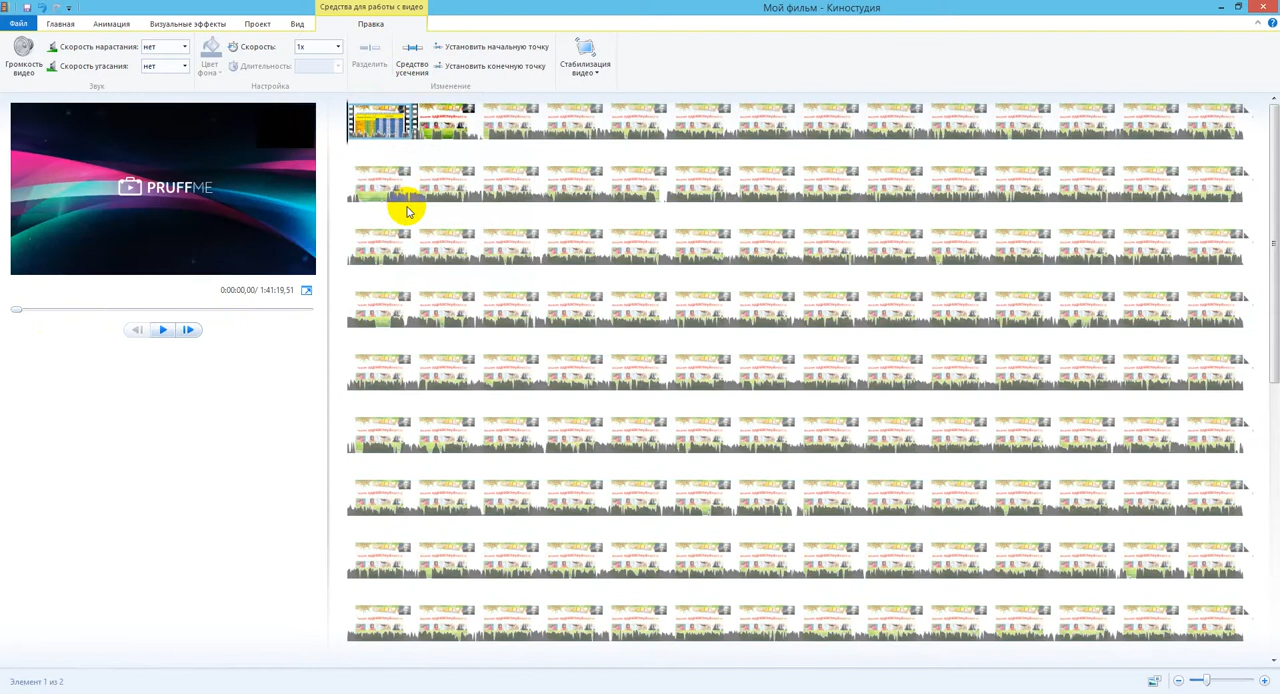 Средства для работы с видео
Мой фильм - Киностудия
Файл
Главная
Анимация
Визуальные эффекты
Проект
Вид
Правка
Громкость видео
Скорость нарастания:
нет
Скорость угасания:
нет
Звук
Цвет фона
Скорость:
1x
Длительность:
Настройка
Разделить
Средство усечения
Установить начальную точку
Установить конечную точку
Изменение
Стабилизация видео
PRUFFME
0:00:00,00/ 1:41:19,51
Элемент 1 из 2